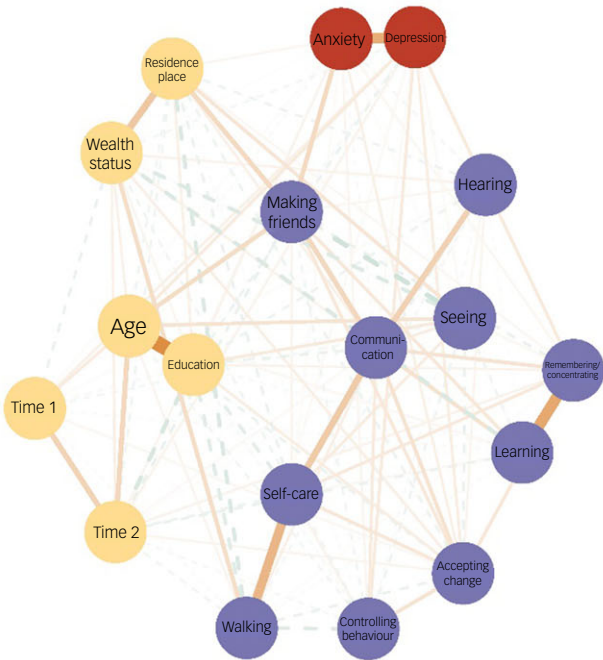 Anxiety
Depression
Residence
place
Wealth
status
Hearing
Making
friends
Age
Seeing
Communi-
cation
Education
Remembering/
concentrating
Time 1
Learning
Self-care
Time 2
Accepting
change
Walking
Controlling
behaviour